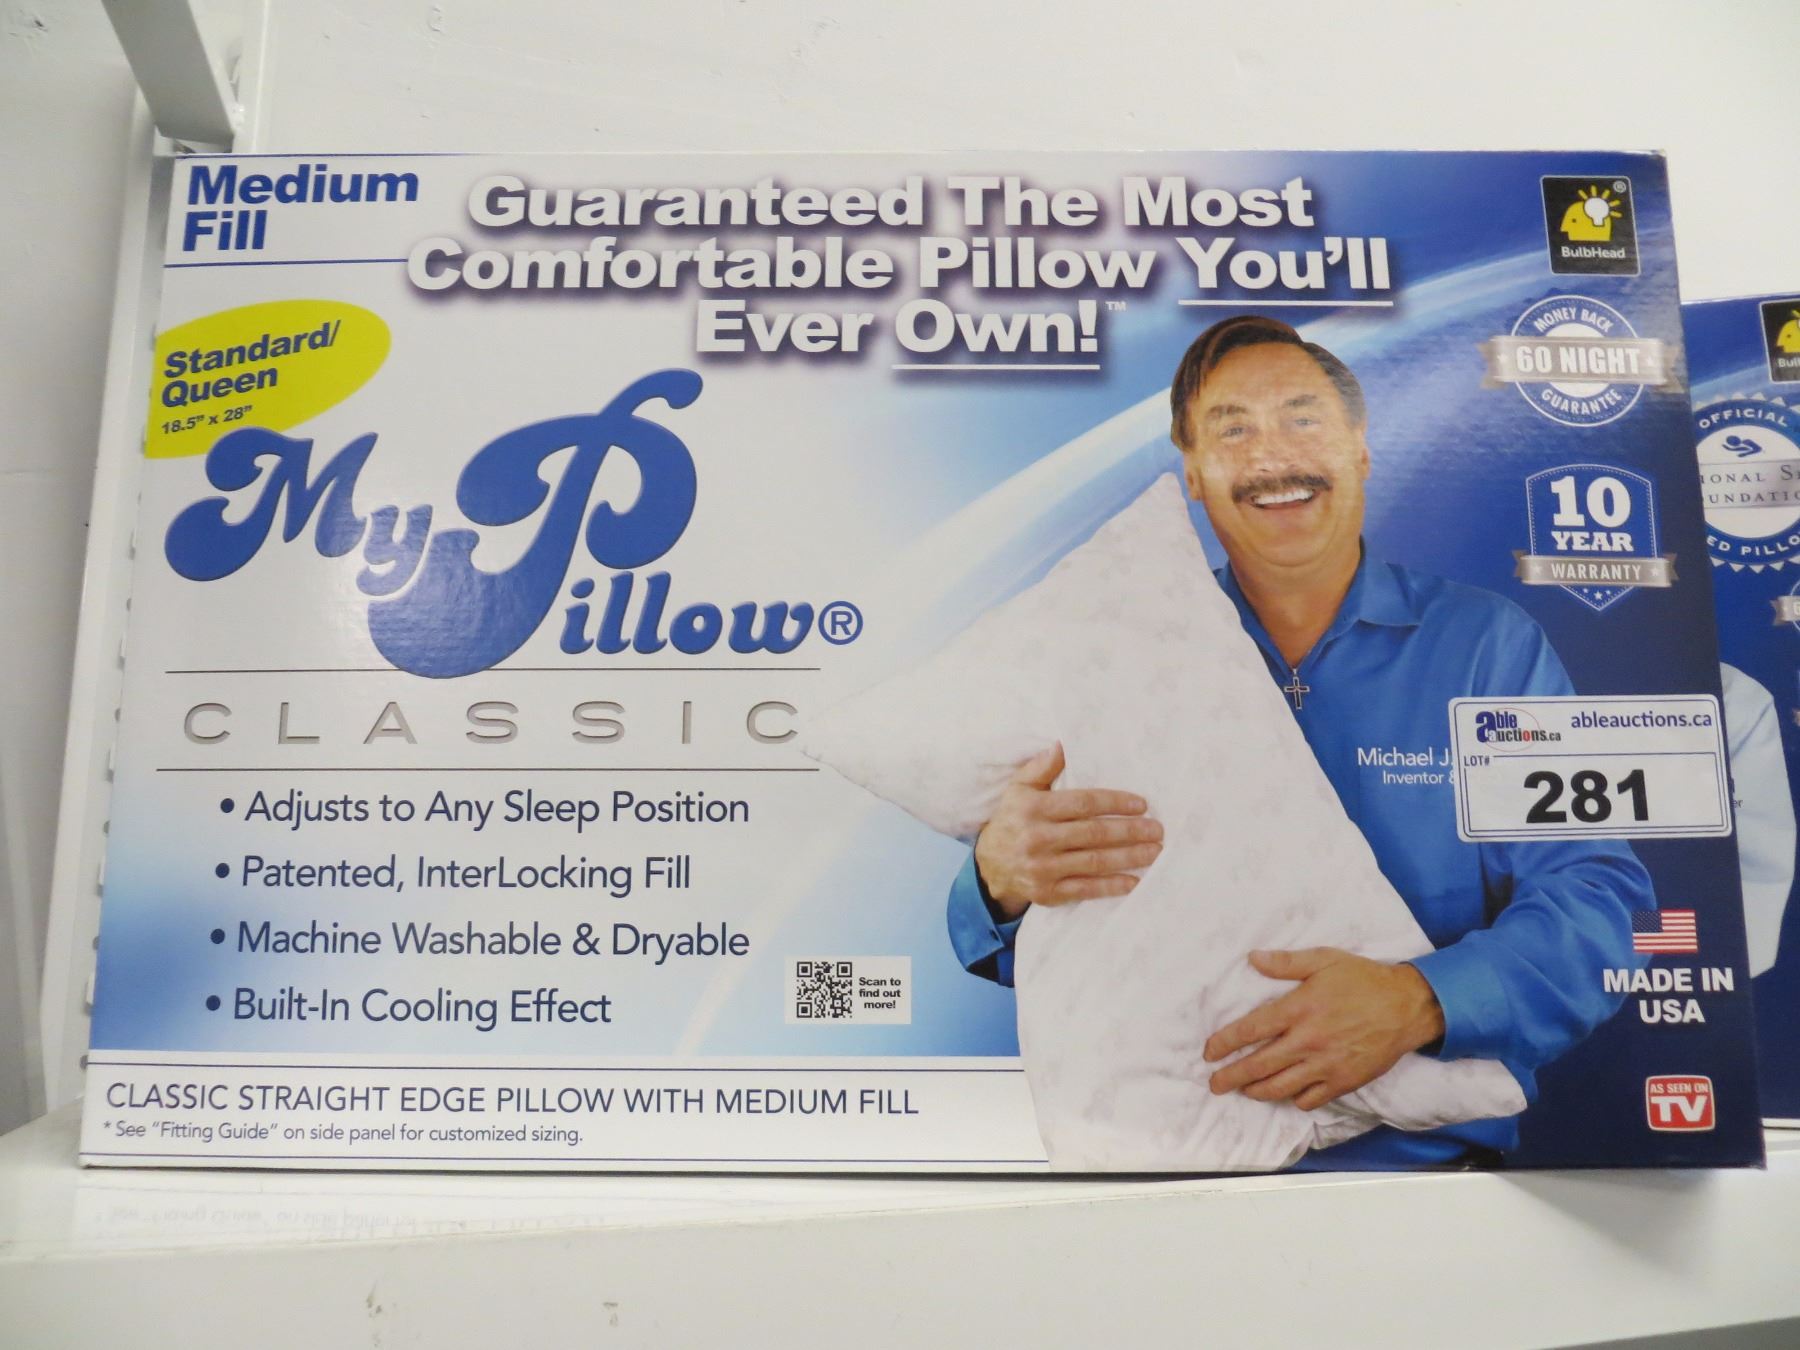 Medium
Fill
Guaranteed The Most
Comfortable Pillow You'll
Ever Own!™
BulbHead®
Standard/
Queen
18.5" x 28"
MONEY BACK
60 NIGHT
GUARANTEE
MyPillow®
CLASSIC
10
YEAR
WARRANTY
• Adjusts to Any Sleep Position
• Patented, InterLocking Fill
• Machine Washable & Dryable
• Built-In Cooling Effect
Scan to
find out
more!
Michael J.
Inventor &
able
auctions.ca
ableauctions.ca
LOT#
281
MADE IN
USA
AS SEEN ON
TV
CLASSIC STRAIGHT EDGE PILLOW WITH MEDIUM FILL
* See "Fitting Guide" on side panel for customized sizing.
OFFICIAL